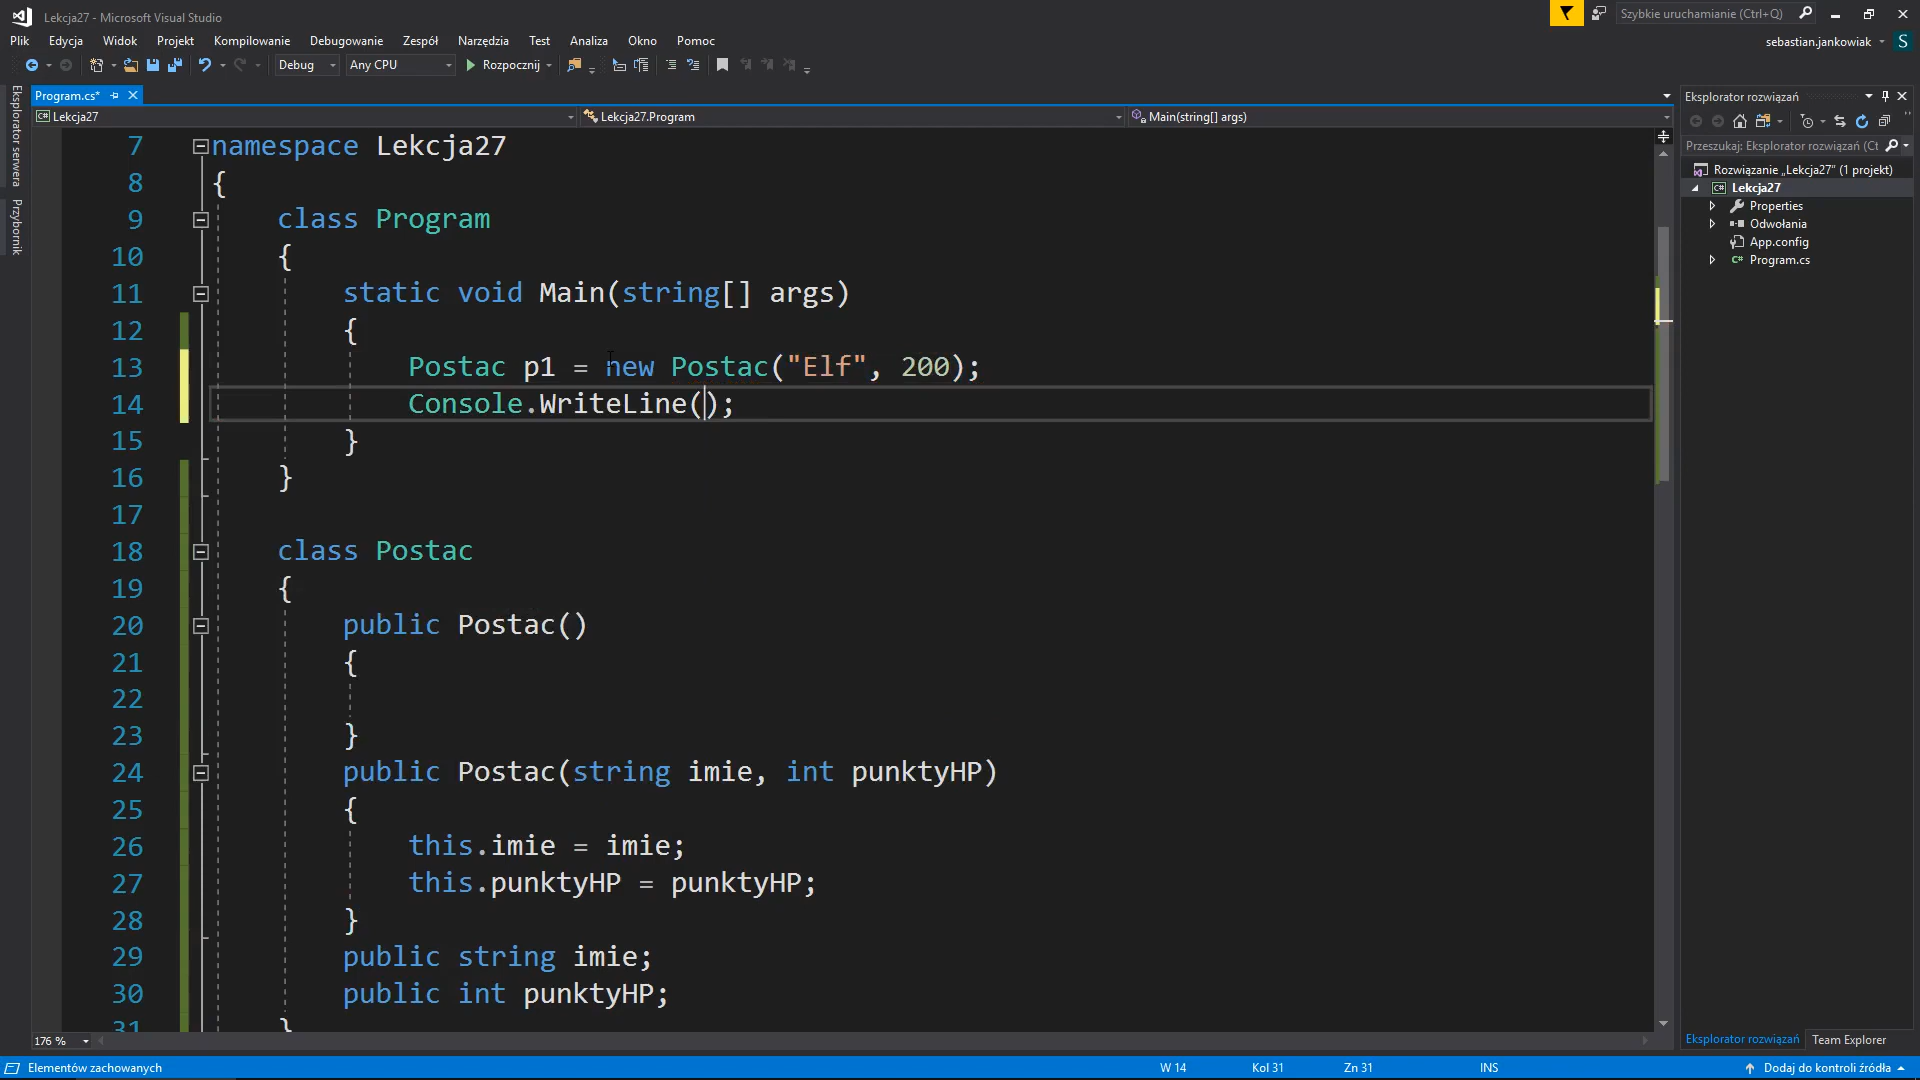 Lekcja27 - Microsoft Visual Studio
Szybkie uruchamianie (Ctrl+Q)
Plik Edycja Widok Projekt Kompilowanie Debugowanie Zespół Narzędzia Test Analiza Okno Pomoc
sebastian.jankowiak S
Debug Any CPU Rozpocznij
Program.cs*
Lekcja27 Lekcja27.Program Main(string[] args)
Eksplorator serwera
Przybornik
7 namespace Lekcja27
8 {
9 class Program
10 {
11 static void Main(string[] args)
12 {
13 Postac p1 = new Postac("Elf", 200);
14 Console.WriteLine();
15 }
16 }
17
18 class Postac
19 {
20 public Postac()
21 {
22
23 }
24 public Postac(string imie, int punktyHP)
25 {
26 this.imie = imie;
27 this.punktyHP = punktyHP;
28 }
29 public string imie;
30 public int punktyHP;
31 }
Eksplorator rozwiązań
Przeszukaj: Eksplorator rozwiązań (Ct
Rozwiązanie „Lekcja27" (1 projekt)
C# Lekcja27
Properties
Odwołania
App.config
C# Program.cs
176 %
Eksplorator rozwiązań Team Explorer
Elementów zachowanych W 14 Kol 31 Zn 31 INS Dodaj do kontroli źródła